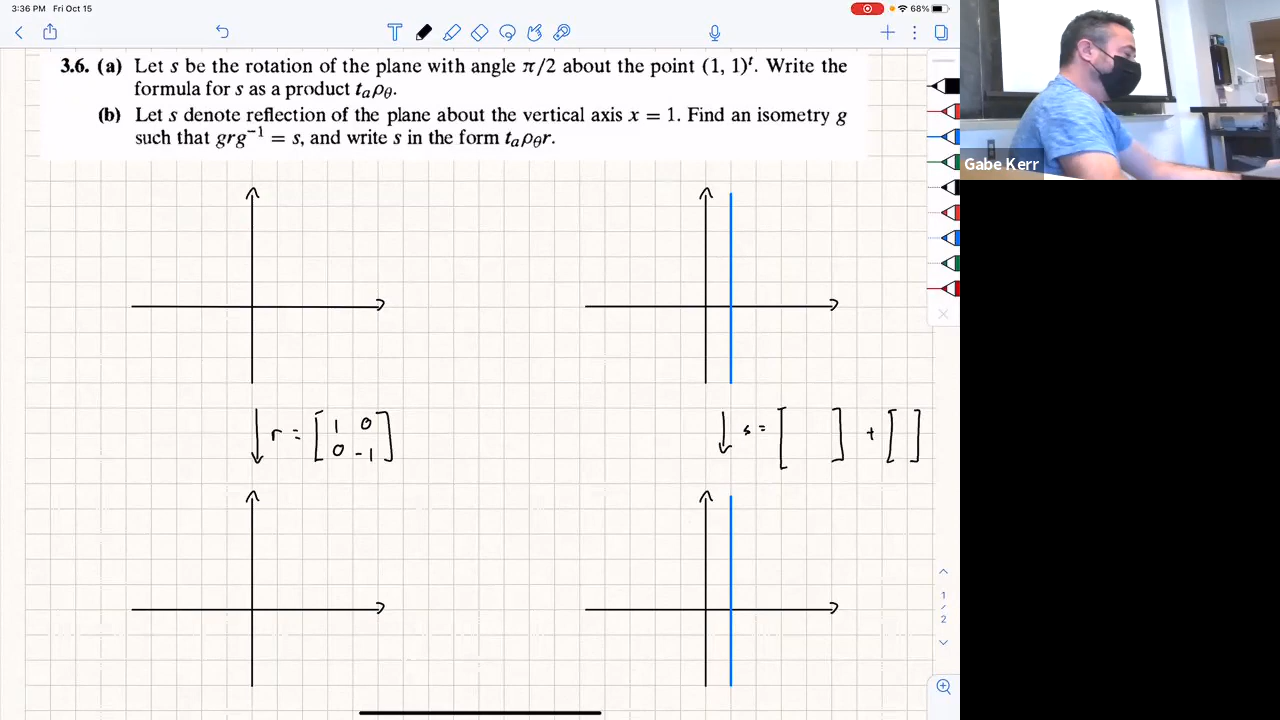 3:36 PM Fri Oct 15
68%
3.6. (a) Let s be the rotation of the plane with angle π/2 about the point (1, 1)ᵗ. Write the
formula for s as a product tₐρ_θ.
(b) Let s denote reflection of the plane about the vertical axis x = 1. Find an isometry g
such that grg⁻¹ = s, and write s in the form tₐρ_θr.
Gabe Kerr
r = [ 1 0
0 -1 ]
s = [ ] + [ ]
1
/
2